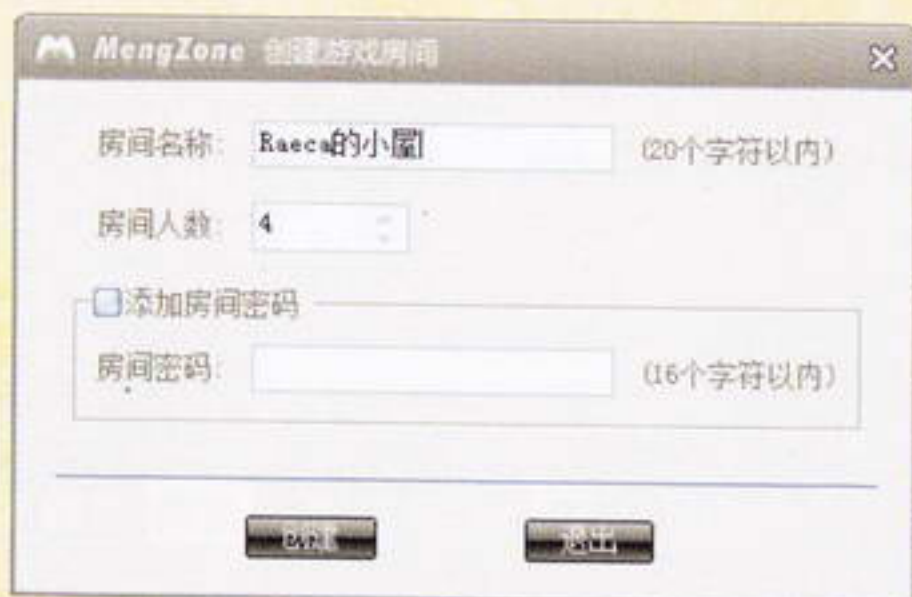 MengZone 创建游戏房间
房间名称: Raeca的小屋 (20个字符以内)
房间人数: 4
添加房间密码
房间密码: (16个字符以内)
退出